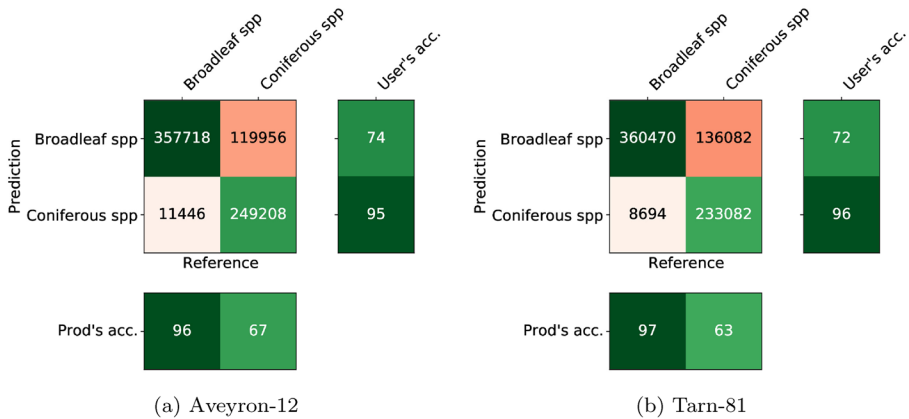 Broadleaf spp
Coniferous spp
User's acc.
Prediction
Broadleaf spp
357718 119956
74
Coniferous spp
11446 249208
95
Reference
Prod's acc.
96 67
(a) Aveyron-12
Broadleaf spp
Coniferous spp
User's acc.
Prediction
Broadleaf spp
360470 136082
72
Coniferous spp
8694 233082
96
Reference
Prod's acc.
97 63
(b) Tarn-81